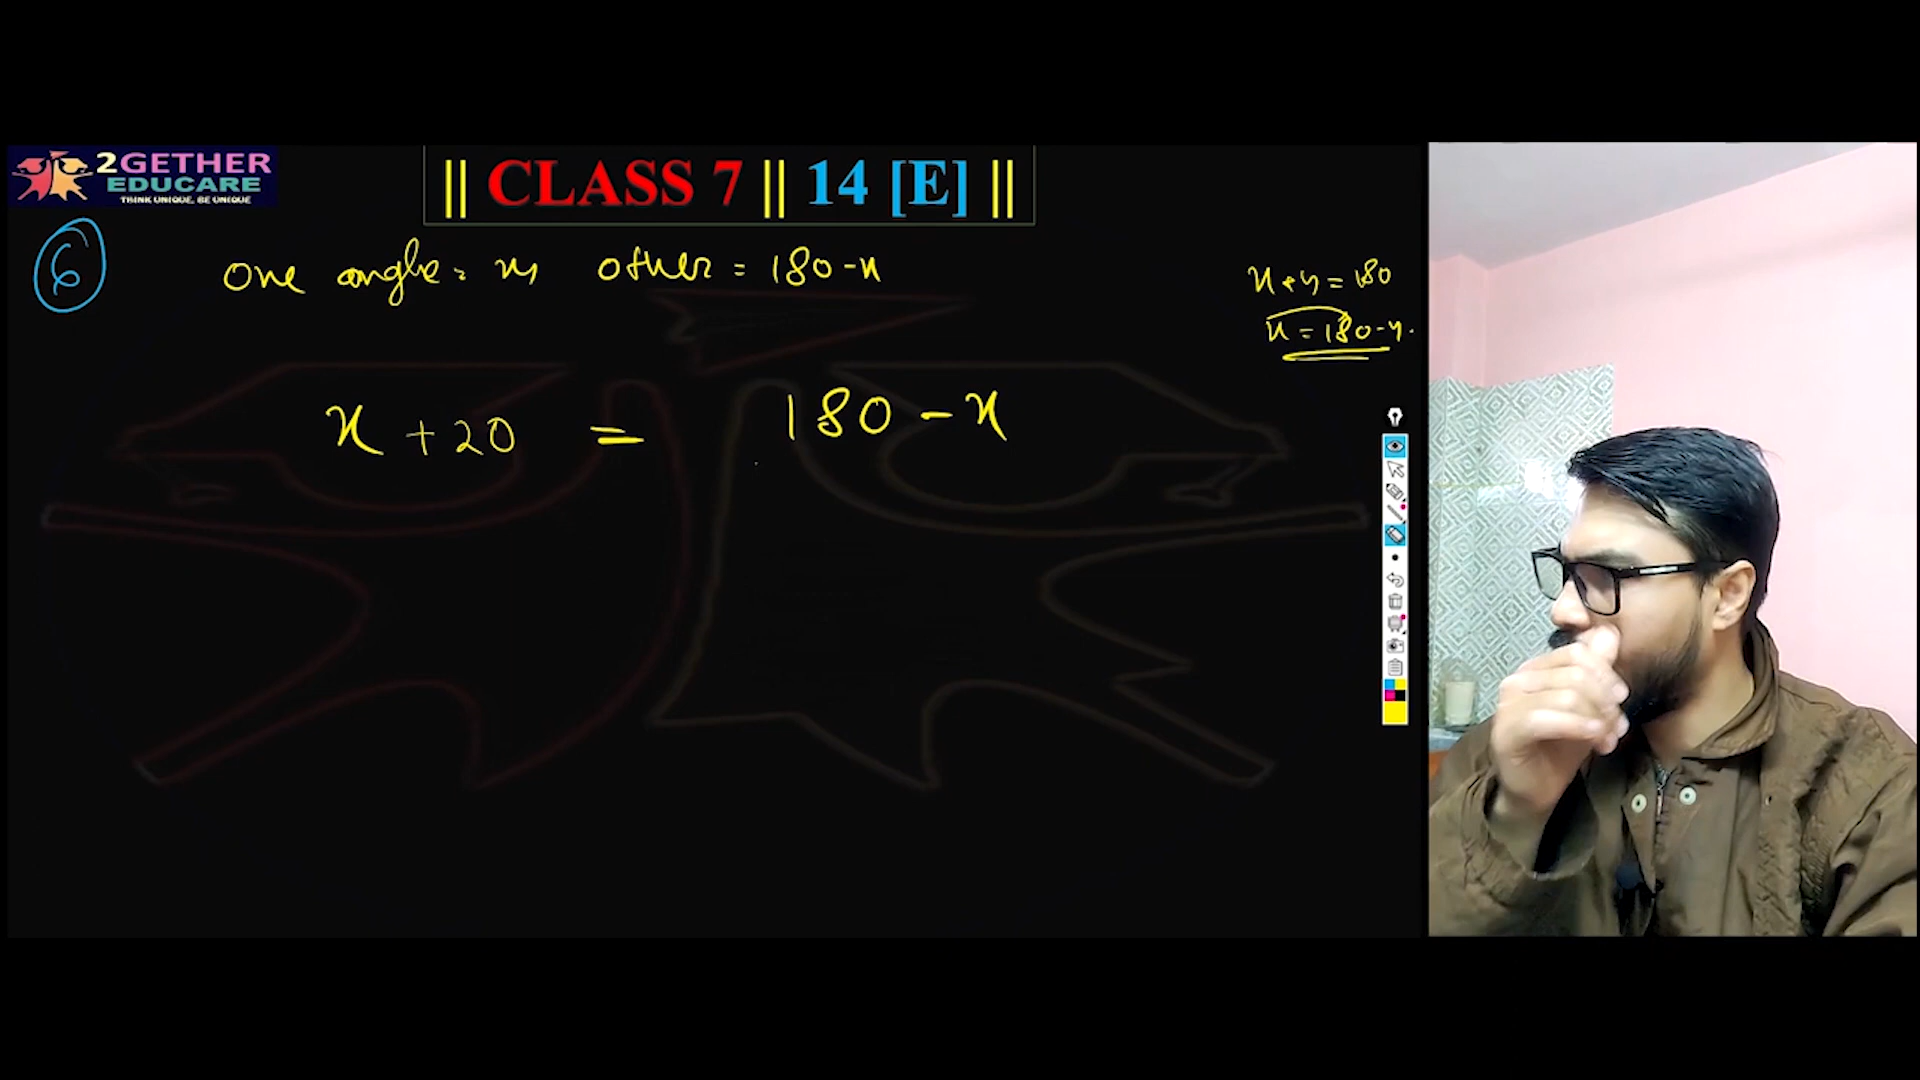 2GETHER
EDUCARE
THINK UNIQUE, BE UNIQUE
|| CLASS 7 || 14 [E] ||
6
One angle = x, other = 180-x
x+y=180
x=180-y.
x + 20 = 180 - x